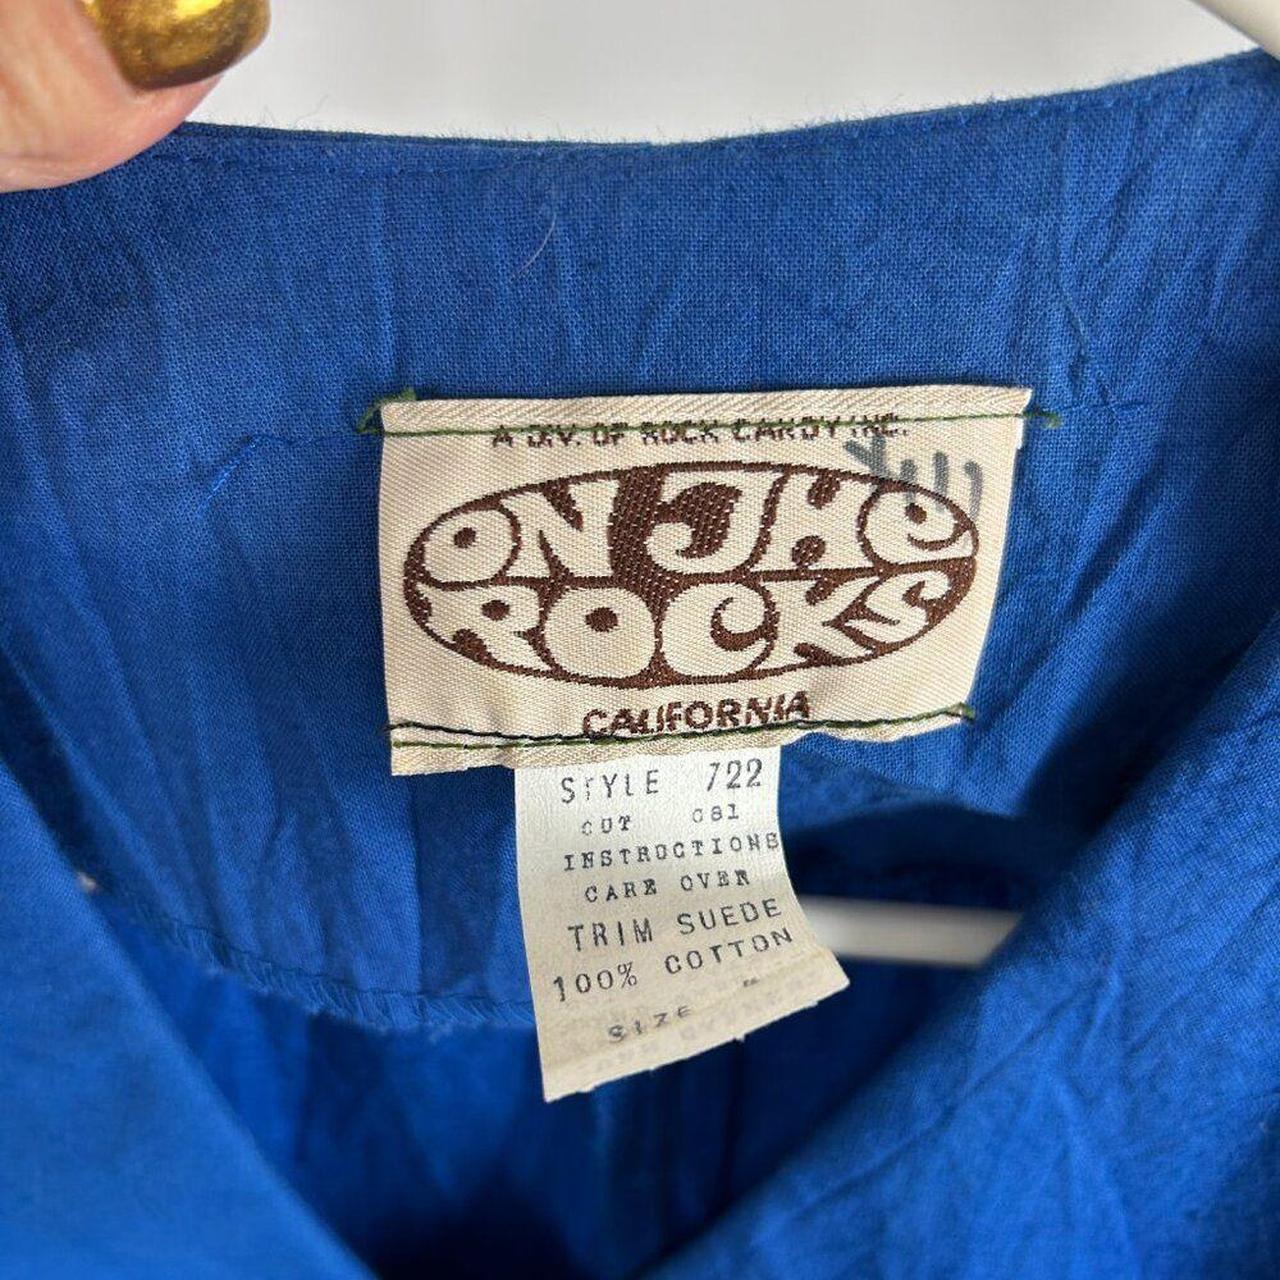 A DIV. OF ROCK CANDY INC.
ON THE
ROCKS
CALIFORNIA
STYLE 722
CUT 081
INSTRUCTIONS
CARE OVER
TRIM SUEDE
100% COTTON
SIZE